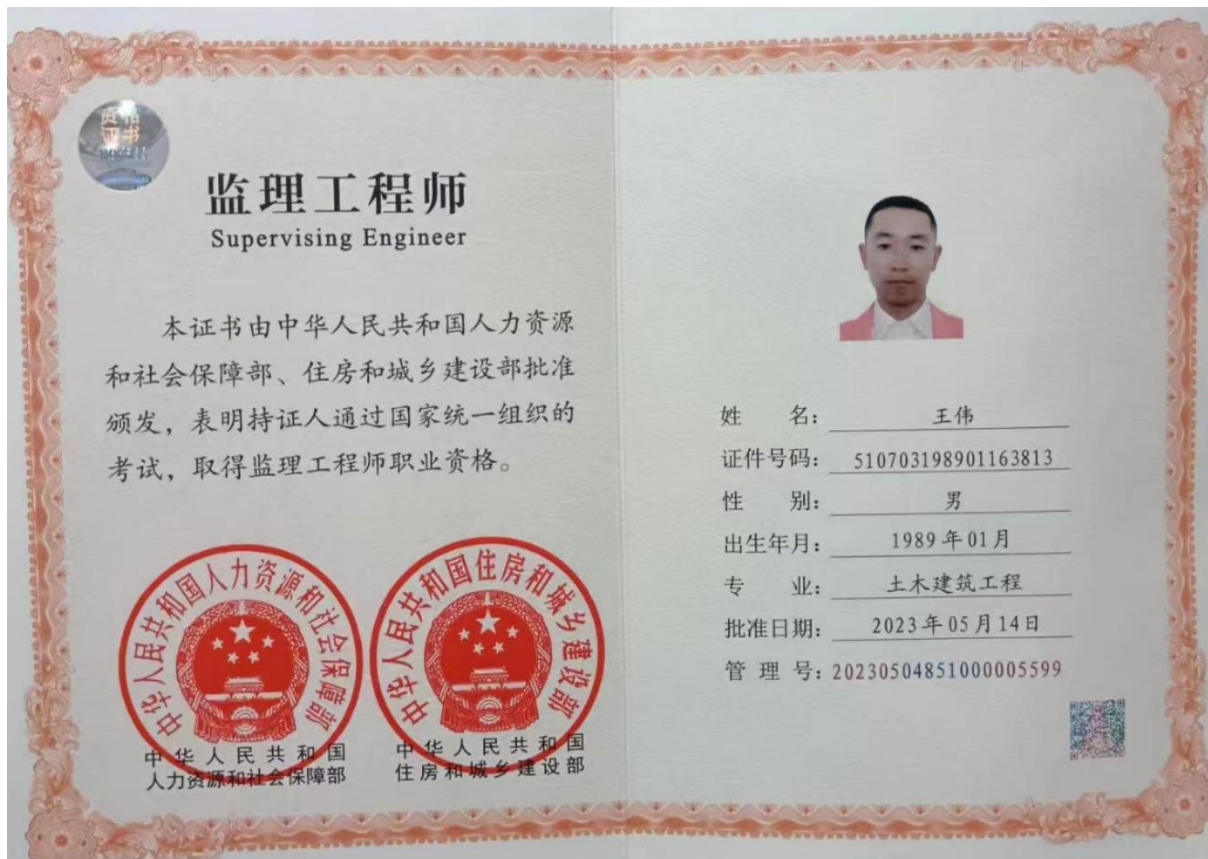 资格
证书
监理工程师
Supervising Engineer
本证书由中华人民共和国人力资源
和社会保障部、住房和城乡建设部批准
颁发，表明持证人通过国家统一组织的
考试，取得监理工程师职业资格。
中华人民共和国人力资源和社会保障部
中华人民共和国住房和城乡建设部
中华人民共和国
人力资源和社会保障部
中华人民共和国
住房和城乡建设部
姓 名： 王伟
证件号码： 510703198901163813
性 别： 男
出生年月： 1989年01月
专 业： 土木建筑工程
批准日期： 2023年05月14日
管 理 号：20230504851000005599